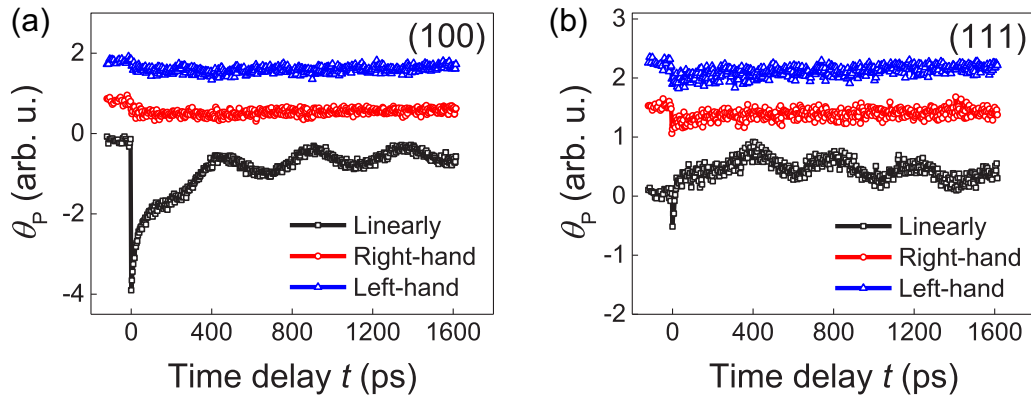 (a)
(100)
2
0
-2
-4
θP (arb. u.)
Linearly
Right-hand
Left-hand
0 400 800 1200 1600
Time delay t (ps)
(b)
(111)
3
2
1
0
-1
-2
θP (arb. u.)
Linearly
Right-hand
Left-hand
0 400 800 1200 1600
Time delay t (ps)